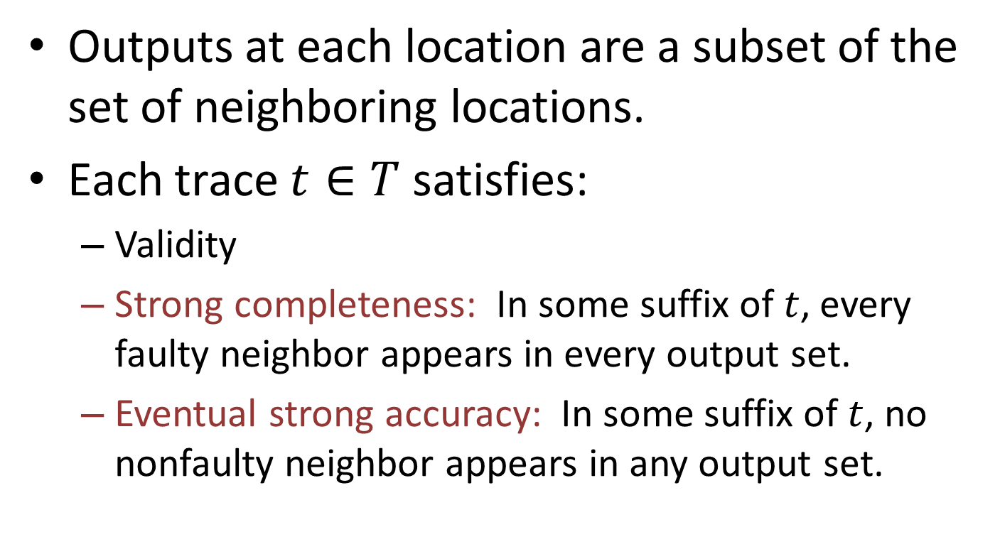 • Outputs at each location are a subset of the
set of neighboring locations.
• Each trace 𝑡 ∈ 𝑇 satisfies:
– Validity
– Strong completeness: In some suffix of 𝑡, every
faulty neighbor appears in every output set.
– Eventual strong accuracy: In some suffix of 𝑡, no
nonfaulty neighbor appears in any output set.